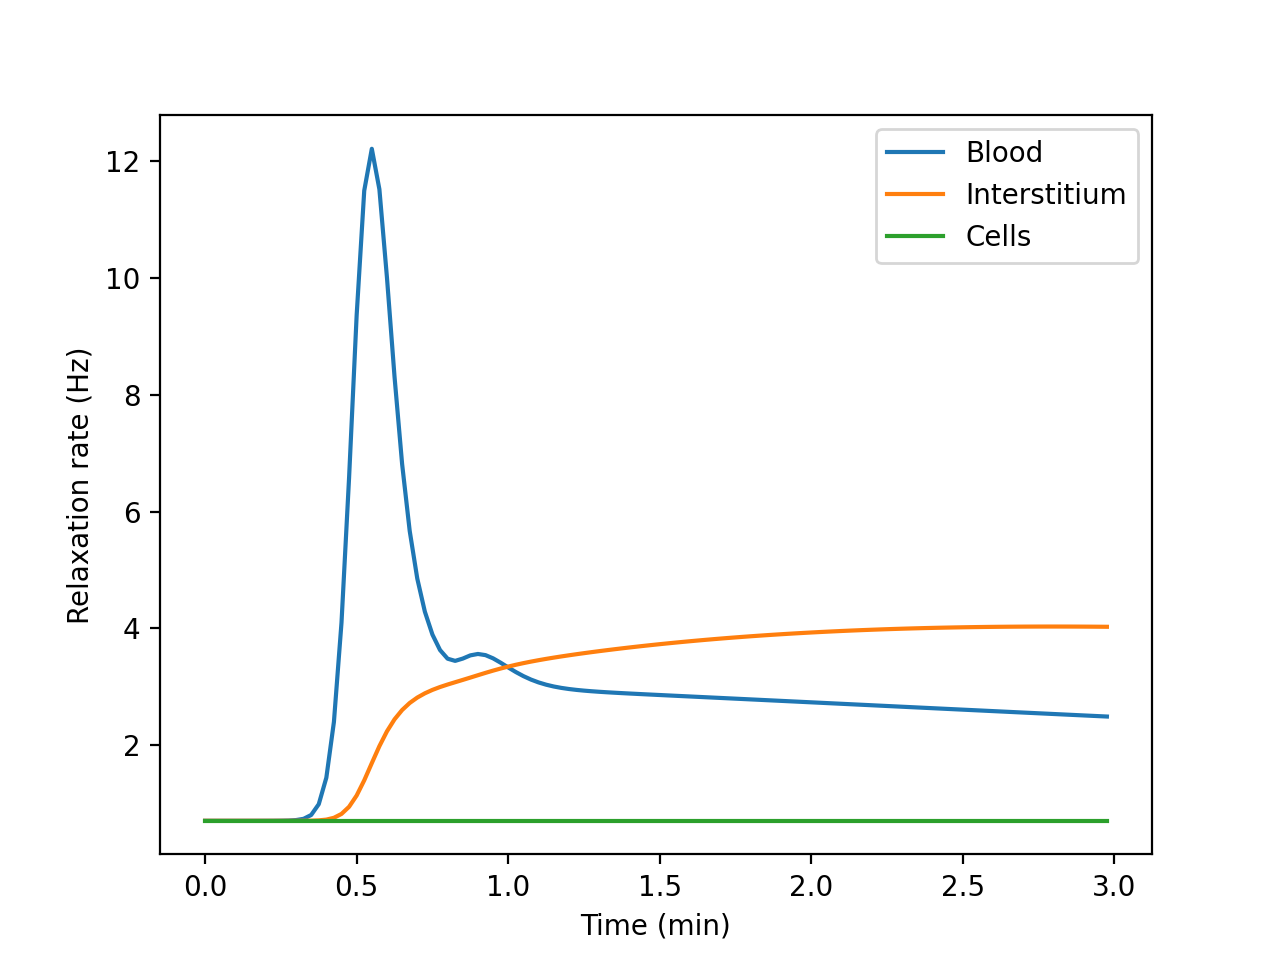 12
10
8
6
4
2
Relaxation rate (Hz)
Blood
Interstitium
Cells
0.0 0.5 1.0 1.5 2.0 2.5 3.0
Time (min)